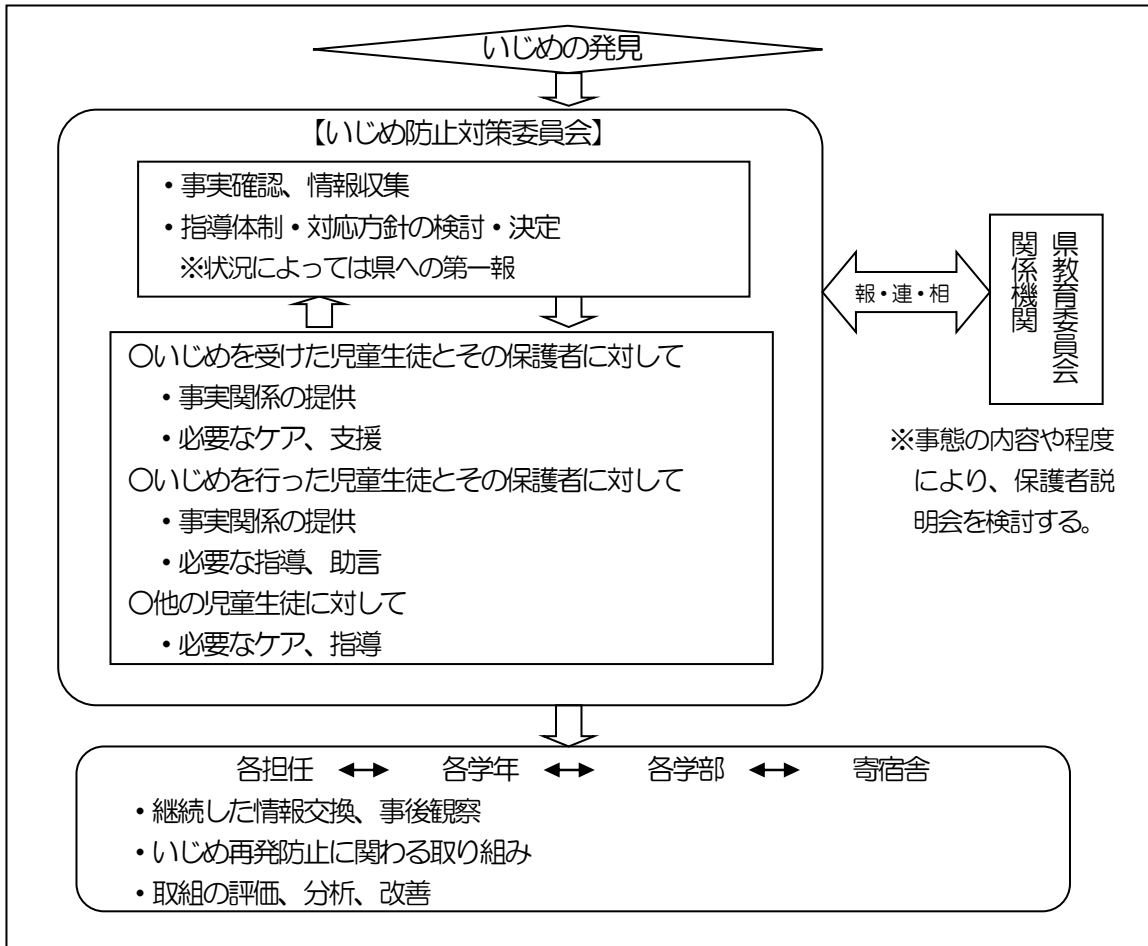 いじめの発見
【いじめ防止対策委員会】
・事実確認、情報収集
・指導体制・対応方針の検討・決定
※状況によっては県への第一報
〇いじめを受けた児童生徒とその保護者に対して
・事実関係の提供
・必要なケア、支援
〇いじめを行った児童生徒とその保護者に対して
・事実関係の提供
・必要な指導、助言
〇他の児童生徒に対して
・必要なケア、指導
報・連・相
県教育委員会
関係機関
※事態の内容や程度
により、保護者説
明会を検討する。
各担任 ↔ 各学年 ↔ 各学部 ↔ 寄宿舎
・継続した情報交換、事後観察
・いじめ再発防止に関わる取り組み
・取組の評価、分析、改善